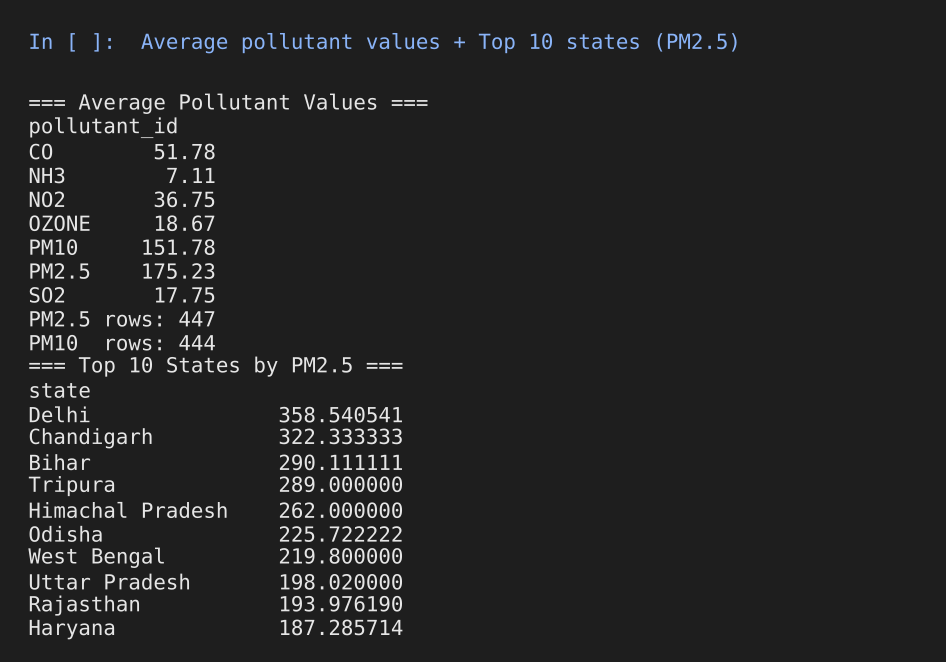 In [ ]:  Average pollutant values + Top 10 states (PM2.5)
=== Average Pollutant Values ===
pollutant_id
CO        51.78
NH3        7.11
NO2       36.75
OZONE     18.67
PM10     151.78
PM2.5    175.23
SO2       17.75
PM2.5 rows: 447
PM10  rows: 444
=== Top 10 States by PM2.5 ===
state
Delhi               358.540541
Chandigarh          322.333333
Bihar               290.111111
Tripura             289.000000
Himachal Pradesh    262.000000
Odisha              225.722222
West Bengal         219.800000
Uttar Pradesh       198.020000
Rajasthan           193.976190
Haryana             187.285714